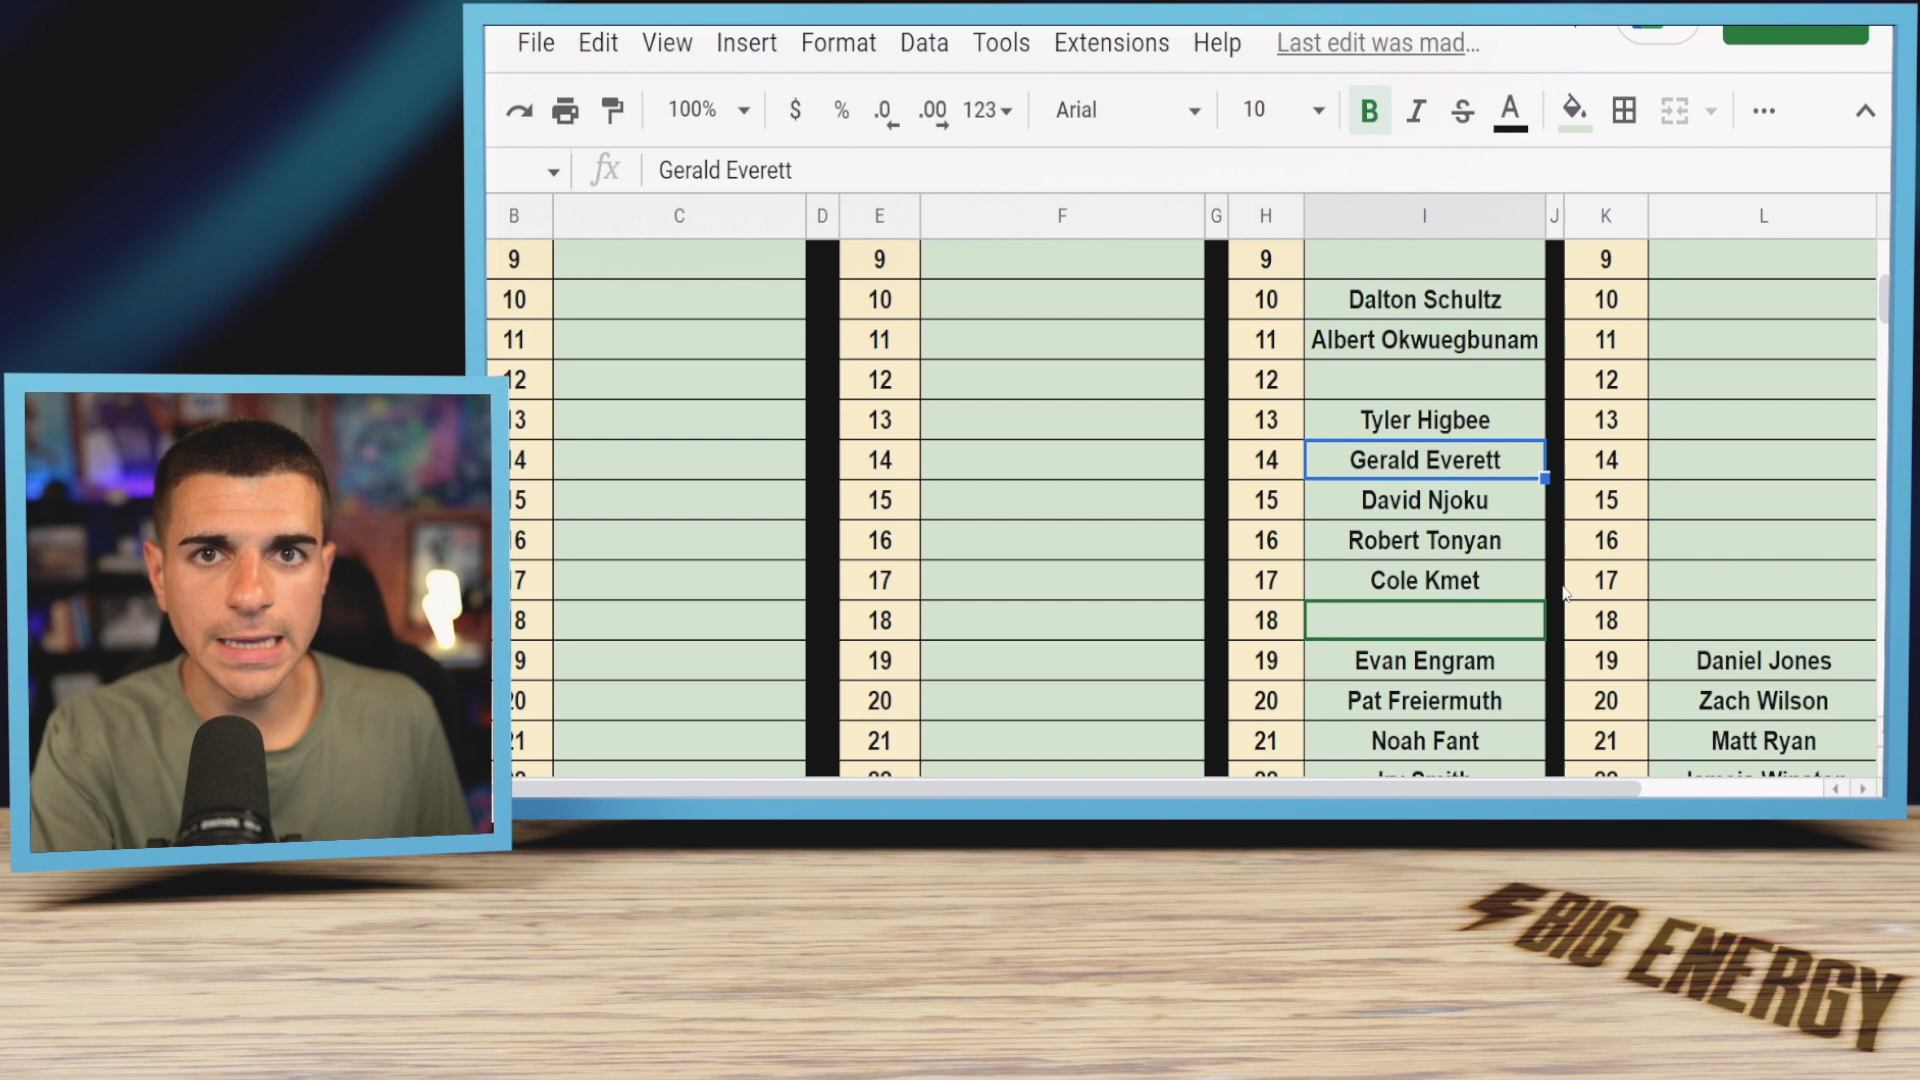 File Edit View Insert Format Data Tools Extensions Help Last edit was mad...
100% $ % .0 .00 123 Arial 10 B I S A ...
fx Gerald Everett
B C D E F G H I J K L
9 9 9 9
10 10 10 Dalton Schultz 10
11 11 11 Albert Okwuegbunam 11
12 12 12 12
13 13 13 Tyler Higbee 13
14 14 14 Gerald Everett 14
15 15 15 David Njoku 15
16 16 16 Robert Tonyan 16
17 17 17 Cole Kmet 17
18 18 18 18
19 19 19 Evan Engram 19 Daniel Jones
20 20 20 Pat Freiermuth 20 Zach Wilson
21 21 21 Noah Fant 21 Matt Ryan
BIG ENERGY